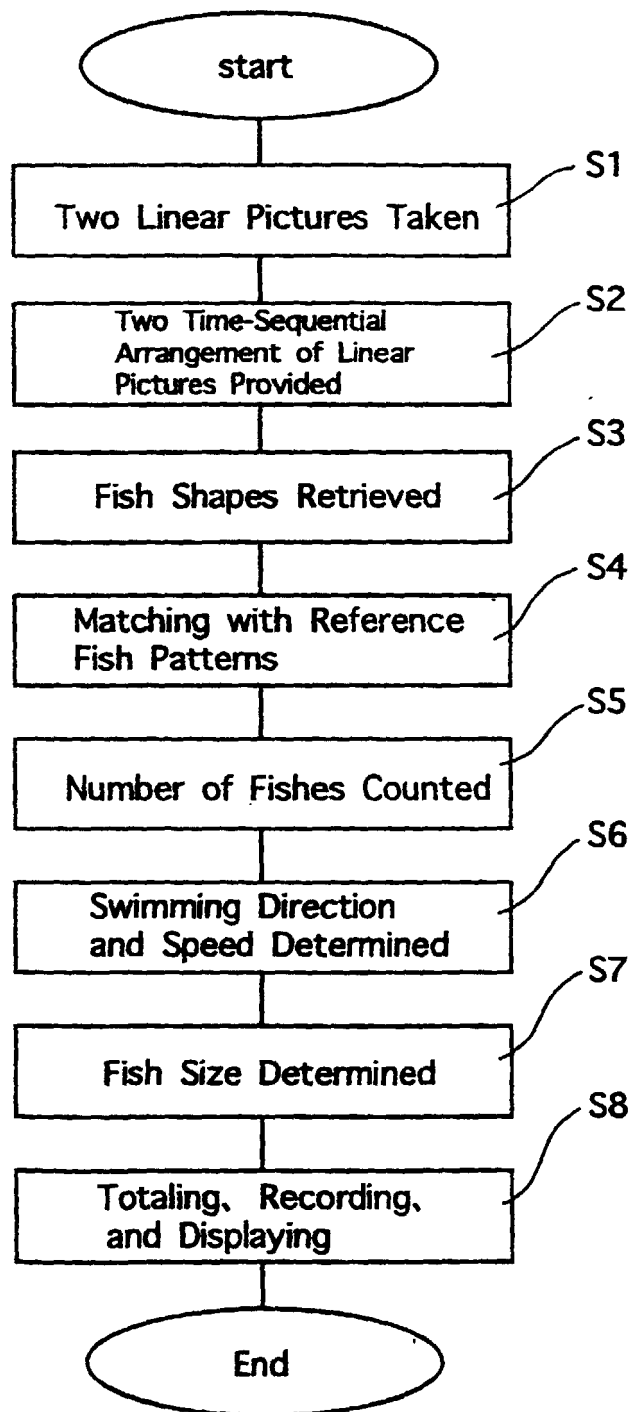 start
S1
Two Linear Pictures Taken
S2
Two Time-Sequential
Arrangement of Linear
Pictures Provided
S3
Fish Shapes Retrieved
S4
Matching with Reference
Fish Patterns
S5
Number of Fishes Counted
S6
Swimming Direction
and Speed Determined
S7
Fish Size Determined
S8
Totaling、Recording、
and Displaying
End